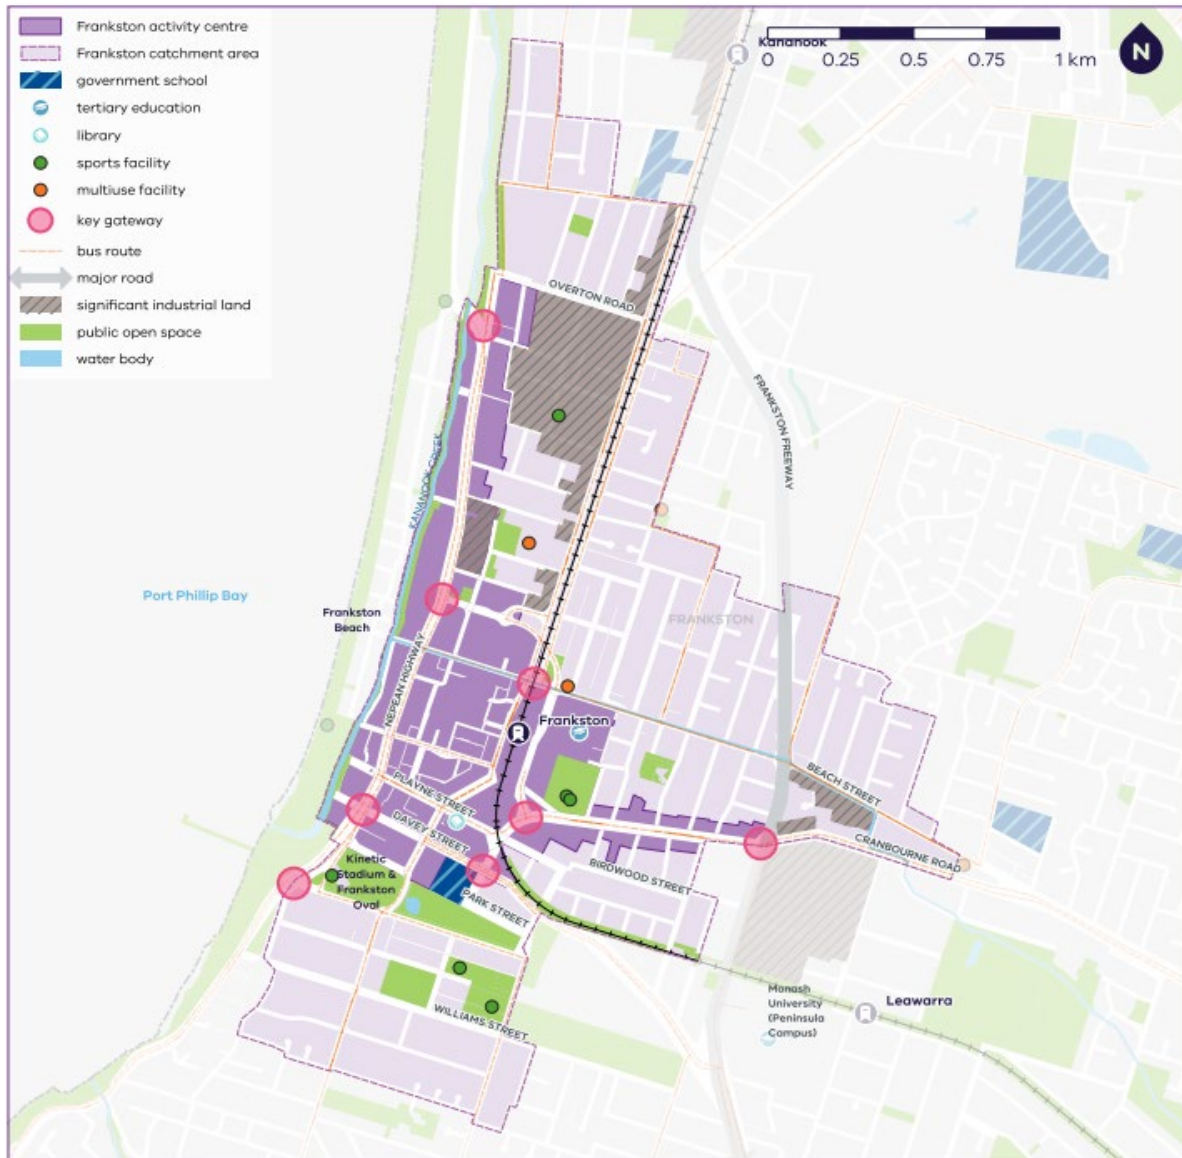 Frankston activity centre
Frankston catchment area
government school
tertiary education
library
sports facility
multiuse facility
key gateway
bus route
major road
significant industrial land
public open space
water body
Kananook
0 0.25 0.5 0.75 1 km
N
OVERTON ROAD
FRANKSTON FREEWAY
KANANOOK CREEK
Port Phillip Bay
Frankston
Beach
FRANKSTON
NEPEAN HIGHWAY
Frankston
BEACH STREET
PLAYNE STREET
DAVEY STREET
CRANBOURNE ROAD
BIRDWOOD STREET
Kinetic
Stadium &
Frankston
Oval
PARK STREET
WILLIAMS STREET
Monash
University
(Peninsula
Campus)
Leawarra